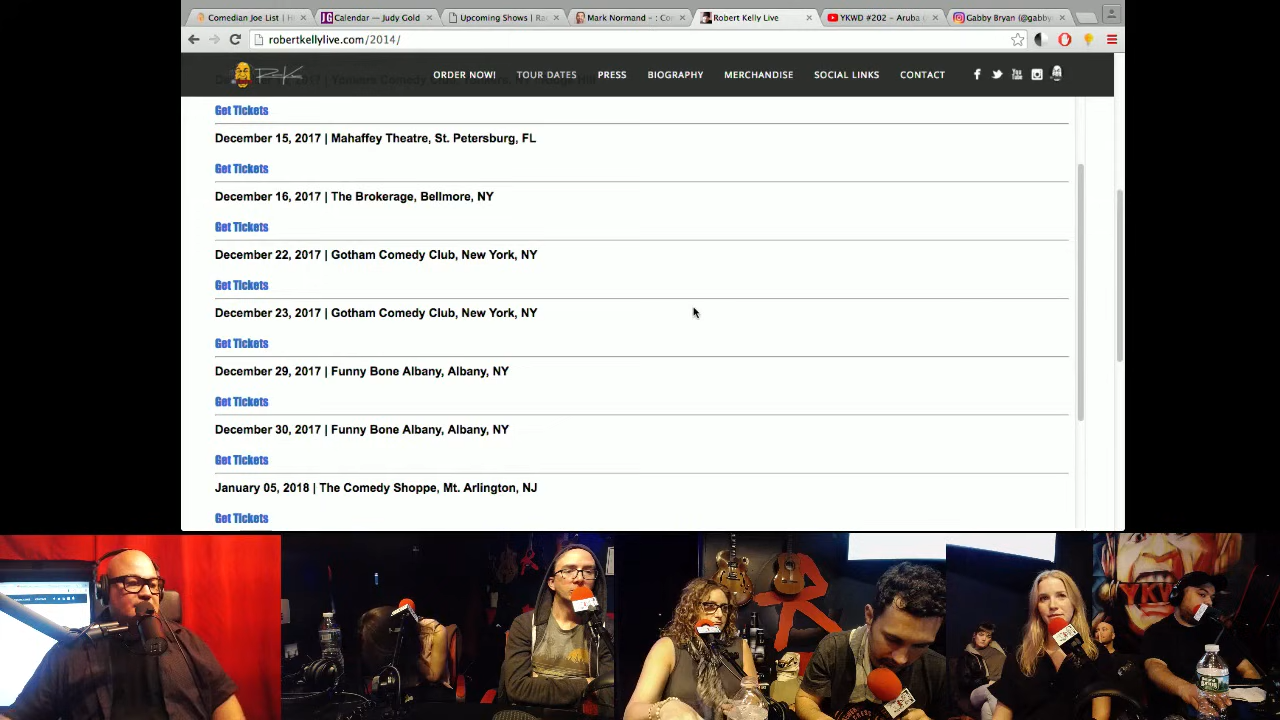 Comedian Joe List | H
Calendar — Judy Gold
Upcoming Shows | Ra
Mark Normand – : Con
Robert Kelly Live
YKWD #202 – Aruba
Gabby Bryan (@gabby
robertkellylive.com/2014/
ORDER NOW! TOUR DATES PRESS BIOGRAPHY MERCHANDISE SOCIAL LINKS CONTACT
Get Tickets
December 15, 2017 | Mahaffey Theatre, St. Petersburg, FL
Get Tickets
December 16, 2017 | The Brokerage, Bellmore, NY
Get Tickets
December 22, 2017 | Gotham Comedy Club, New York, NY
Get Tickets
December 23, 2017 | Gotham Comedy Club, New York, NY
Get Tickets
December 29, 2017 | Funny Bone Albany, Albany, NY
Get Tickets
December 30, 2017 | Funny Bone Albany, Albany, NY
Get Tickets
January 05, 2018 | The Comedy Shoppe, Mt. Arlington, NJ
Get Tickets